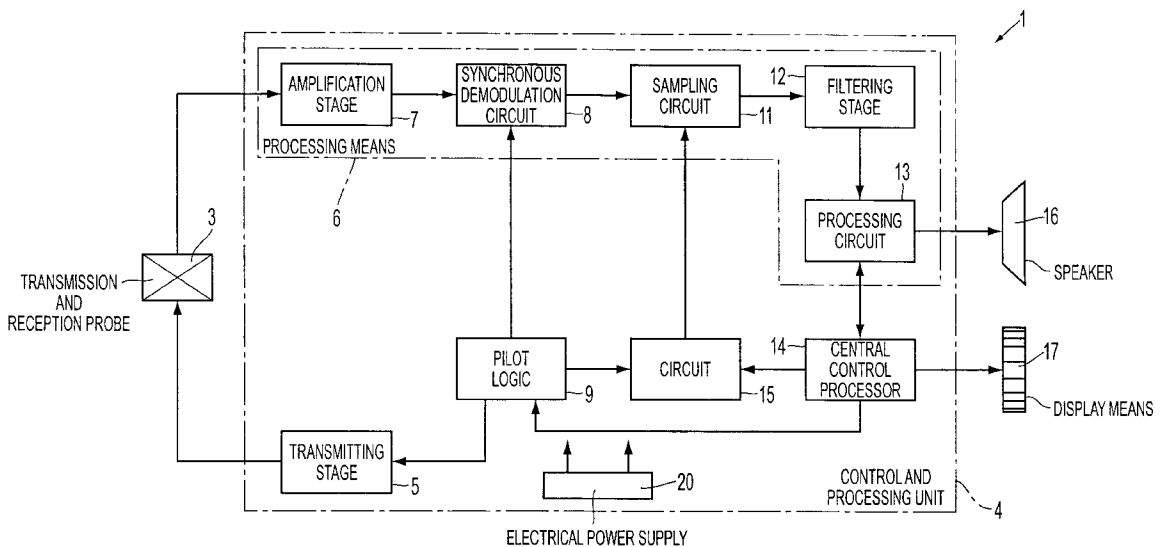 1
AMPLIFICATION
STAGE
7
SYNCHRONOUS
DEMODULATION
CIRCUIT
8
SAMPLING
CIRCUIT
11
12
FILTERING
STAGE
PROCESSING MEANS
6
13
PROCESSING
CIRCUIT
16
SPEAKER
3
TRANSMISSION
AND
RECEPTION PROBE
PILOT
LOGIC
9
CIRCUIT
15
14
CENTRAL
CONTROL
PROCESSOR
17
DISPLAY MEANS
TRANSMITTING
STAGE
5
20
ELECTRICAL POWER SUPPLY
CONTROL AND
PROCESSING UNIT
4